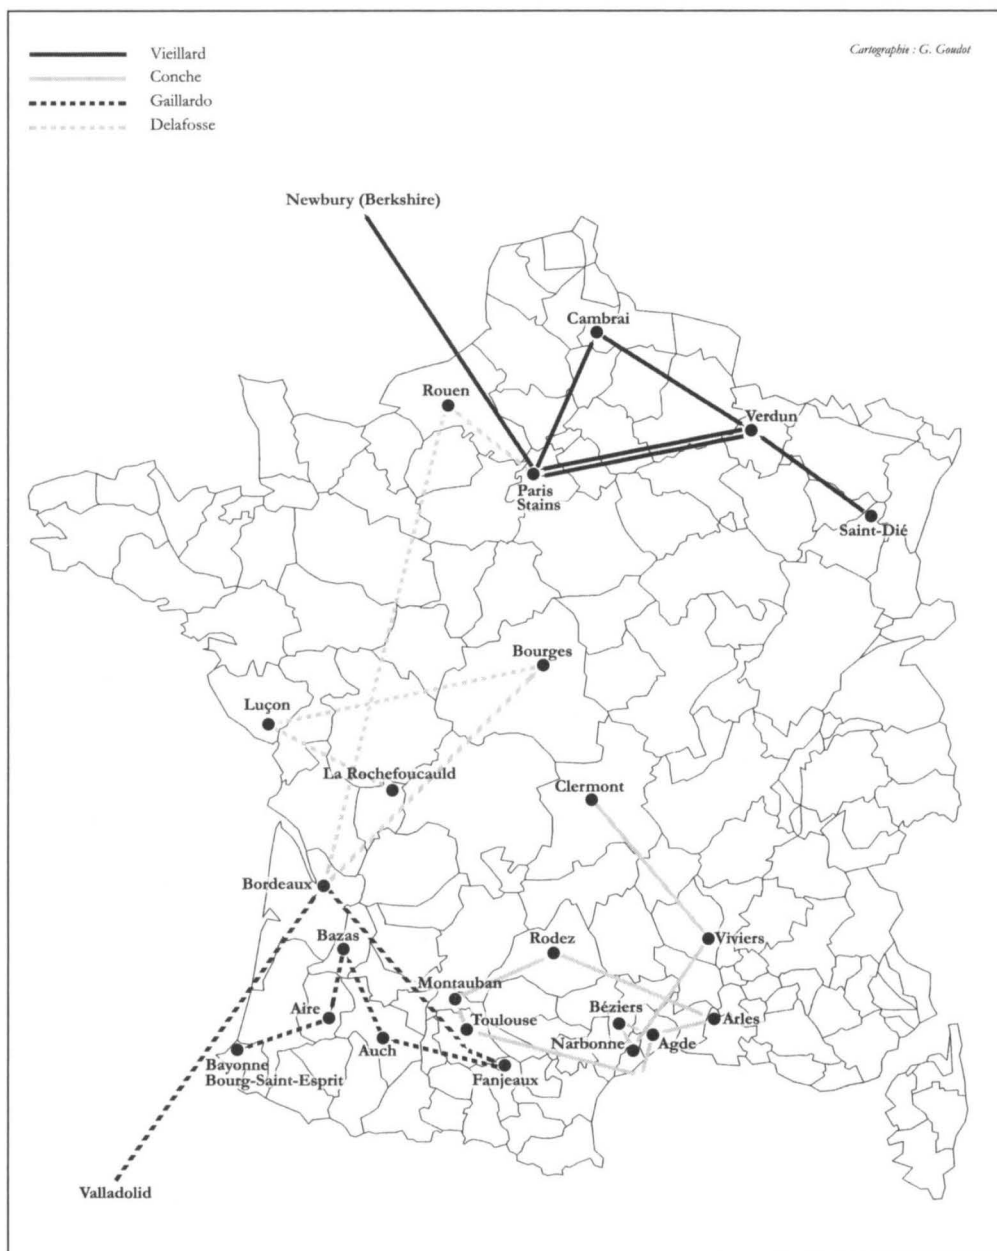 Vieillard
Conche
Gaillardo
Delafosse
Cartographie : G. Goudot
Newbury (Berkshire)
Cambrai
Rouen
Verdun
Paris
Stains
Saint-Dié
Bourges
Luçon
La Rochefoucauld
Clermont
Bordeaux
Bazas
Rodez
Viviers
Montauban
Aire
Toulouse
Béziers
Arles
Narbonne
Agde
Auch
Bayonne
Bourg-Saint-Esprit
Fanjeaux
Valladolid